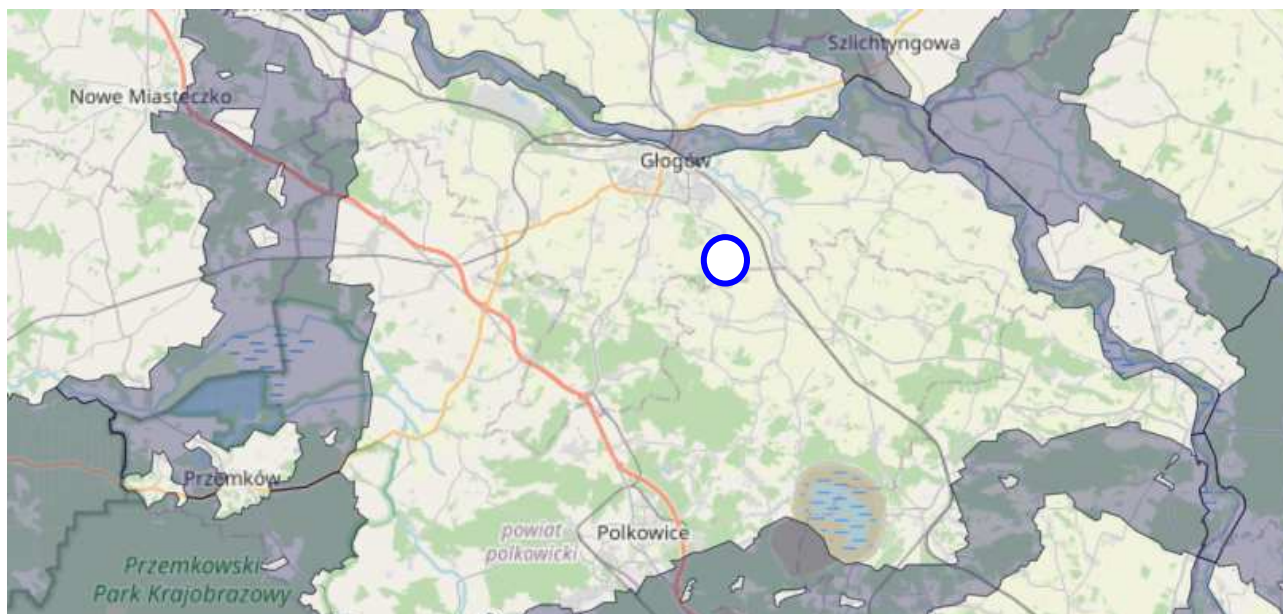 Szlichtyngowa
Nowe Miasteczko
Głogów
Przemków
powiat
polkowicki
Polkowice
Przemkowski
Park Krajobrazowy